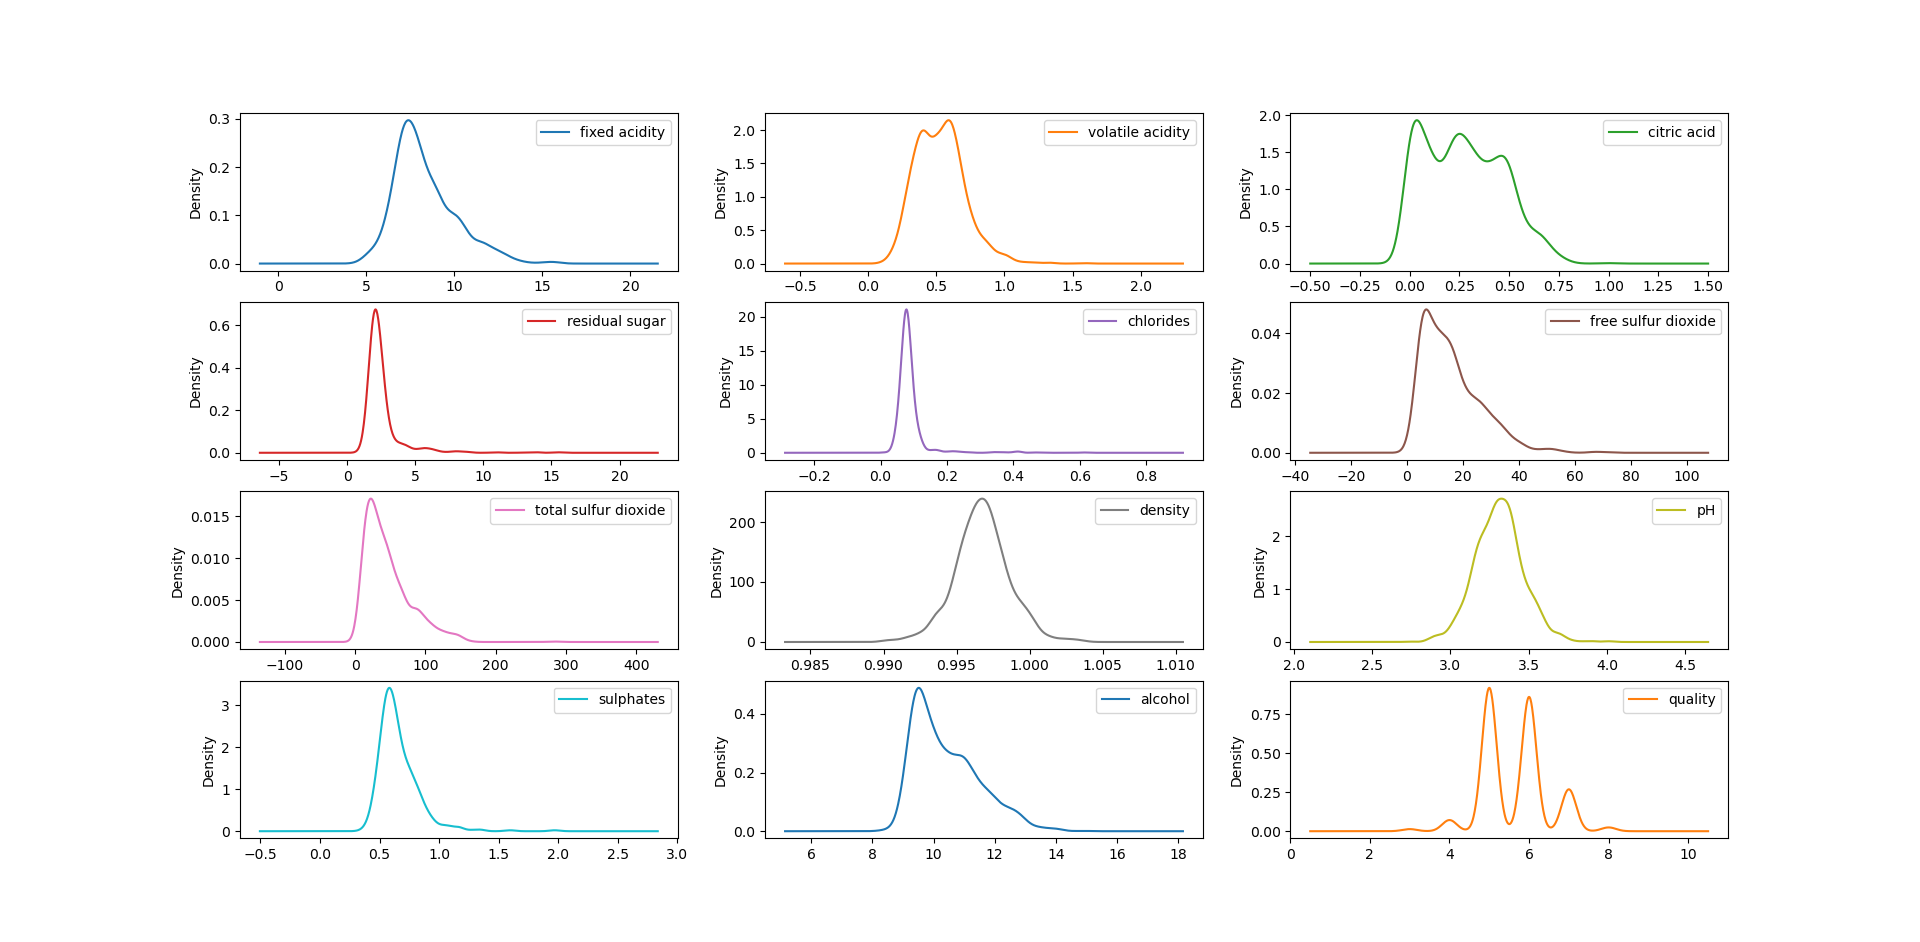 fixed acidity
Density
0.3
0.2
0.1
0.0
0 5 10 15 20
volatile acidity
Density
2.0
1.5
1.0
0.5
0.0
−0.5 0.0 0.5 1.0 1.5 2.0
citric acid
Density
2.0
1.5
1.0
0.5
0.0
−0.50 −0.25 0.00 0.25 0.50 0.75 1.00 1.25 1.50
residual sugar
Density
0.6
0.4
0.2
0.0
−5 0 5 10 15 20
chlorides
Density
20
15
10
5
0
−0.2 0.0 0.2 0.4 0.6 0.8
free sulfur dioxide
Density
0.04
0.02
0.00
−40 −20 0 20 40 60 80 100
total sulfur dioxide
Density
0.015
0.010
0.005
0.000
−100 0 100 200 300 400
density
Density
200
100
0
0.985 0.990 0.995 1.000 1.005 1.010
pH
Density
2
1
0
2.0 2.5 3.0 3.5 4.0 4.5
sulphates
Density
3
2
1
0
−0.5 0.0 0.5 1.0 1.5 2.0 2.5 3.0
alcohol
Density
0.4
0.2
0.0
6 8 10 12 14 16 18
quality
Density
0.75
0.50
0.25
0.00
0 2 4 6 8 10